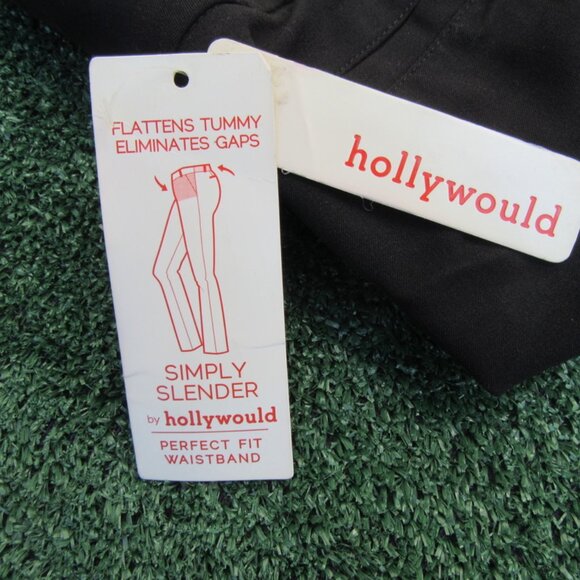 FLATTENS TUMMY
ELIMINATES GAPS
SIMPLY
SLENDER
by hollywould
PERFECT FIT
WAISTBAND
hollywould